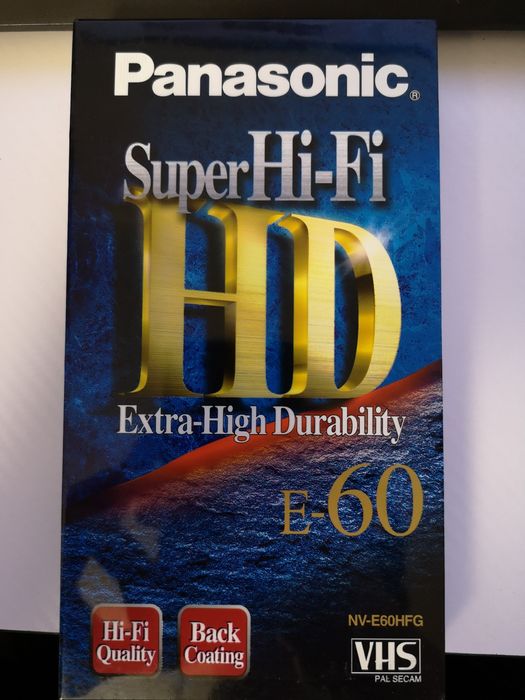 Panasonic®
Super Hi-Fi
HD
Extra-High Durability
E-60
NV-E60HFG
Hi-Fi
Quality
Back
Coating
VHS
PAL SECAM